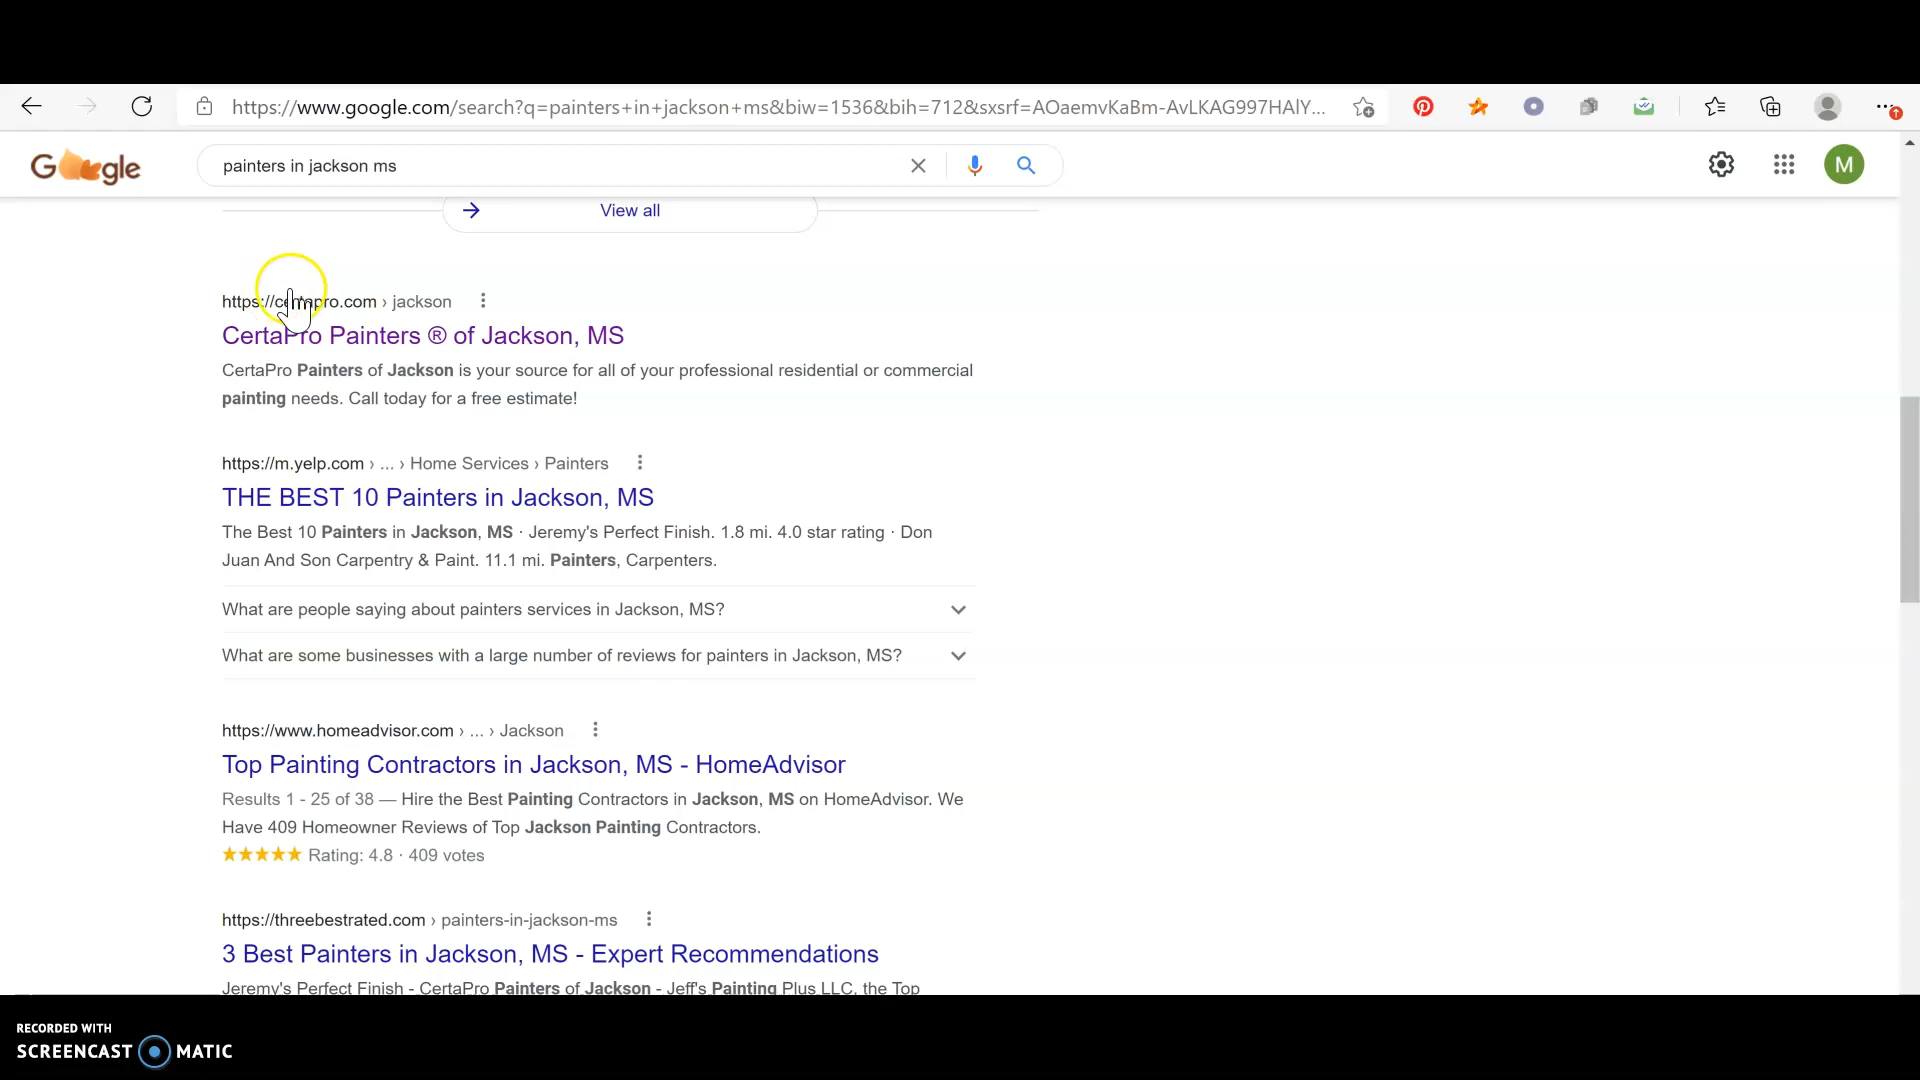 https://www.google.com/search?q=painters+in+jackson+ms&biw=1536&bih=712&sxsrf=AOaemvKaBm-AvLKAG997HAlY...
Google
painters in jackson ms
M
View all
https://certapro.com › jackson
CertaPro Painters ® of Jackson, MS
CertaPro Painters of Jackson is your source for all of your professional residential or commercial
painting needs. Call today for a free estimate!
https://m.yelp.com › ... › Home Services › Painters
THE BEST 10 Painters in Jackson, MS
The Best 10 Painters in Jackson, MS · Jeremy's Perfect Finish. 1.8 mi. 4.0 star rating · Don
Juan And Son Carpentry & Paint. 11.1 mi. Painters, Carpenters.
What are people saying about painters services in Jackson, MS?
What are some businesses with a large number of reviews for painters in Jackson, MS?
https://www.homeadvisor.com › ... › Jackson
Top Painting Contractors in Jackson, MS - HomeAdvisor
Results 1 - 25 of 38 — Hire the Best Painting Contractors in Jackson, MS on HomeAdvisor. We
Have 409 Homeowner Reviews of Top Jackson Painting Contractors.
Rating: 4.8 · 409 votes
https://threebestrated.com › painters-in-jackson-ms
3 Best Painters in Jackson, MS - Expert Recommendations
Jeremy's Perfect Finish - CertaPro Painters of Jackson - Jeff's Painting Plus LLC, the Top
RECORDED WITH
SCREENCAST MATIC